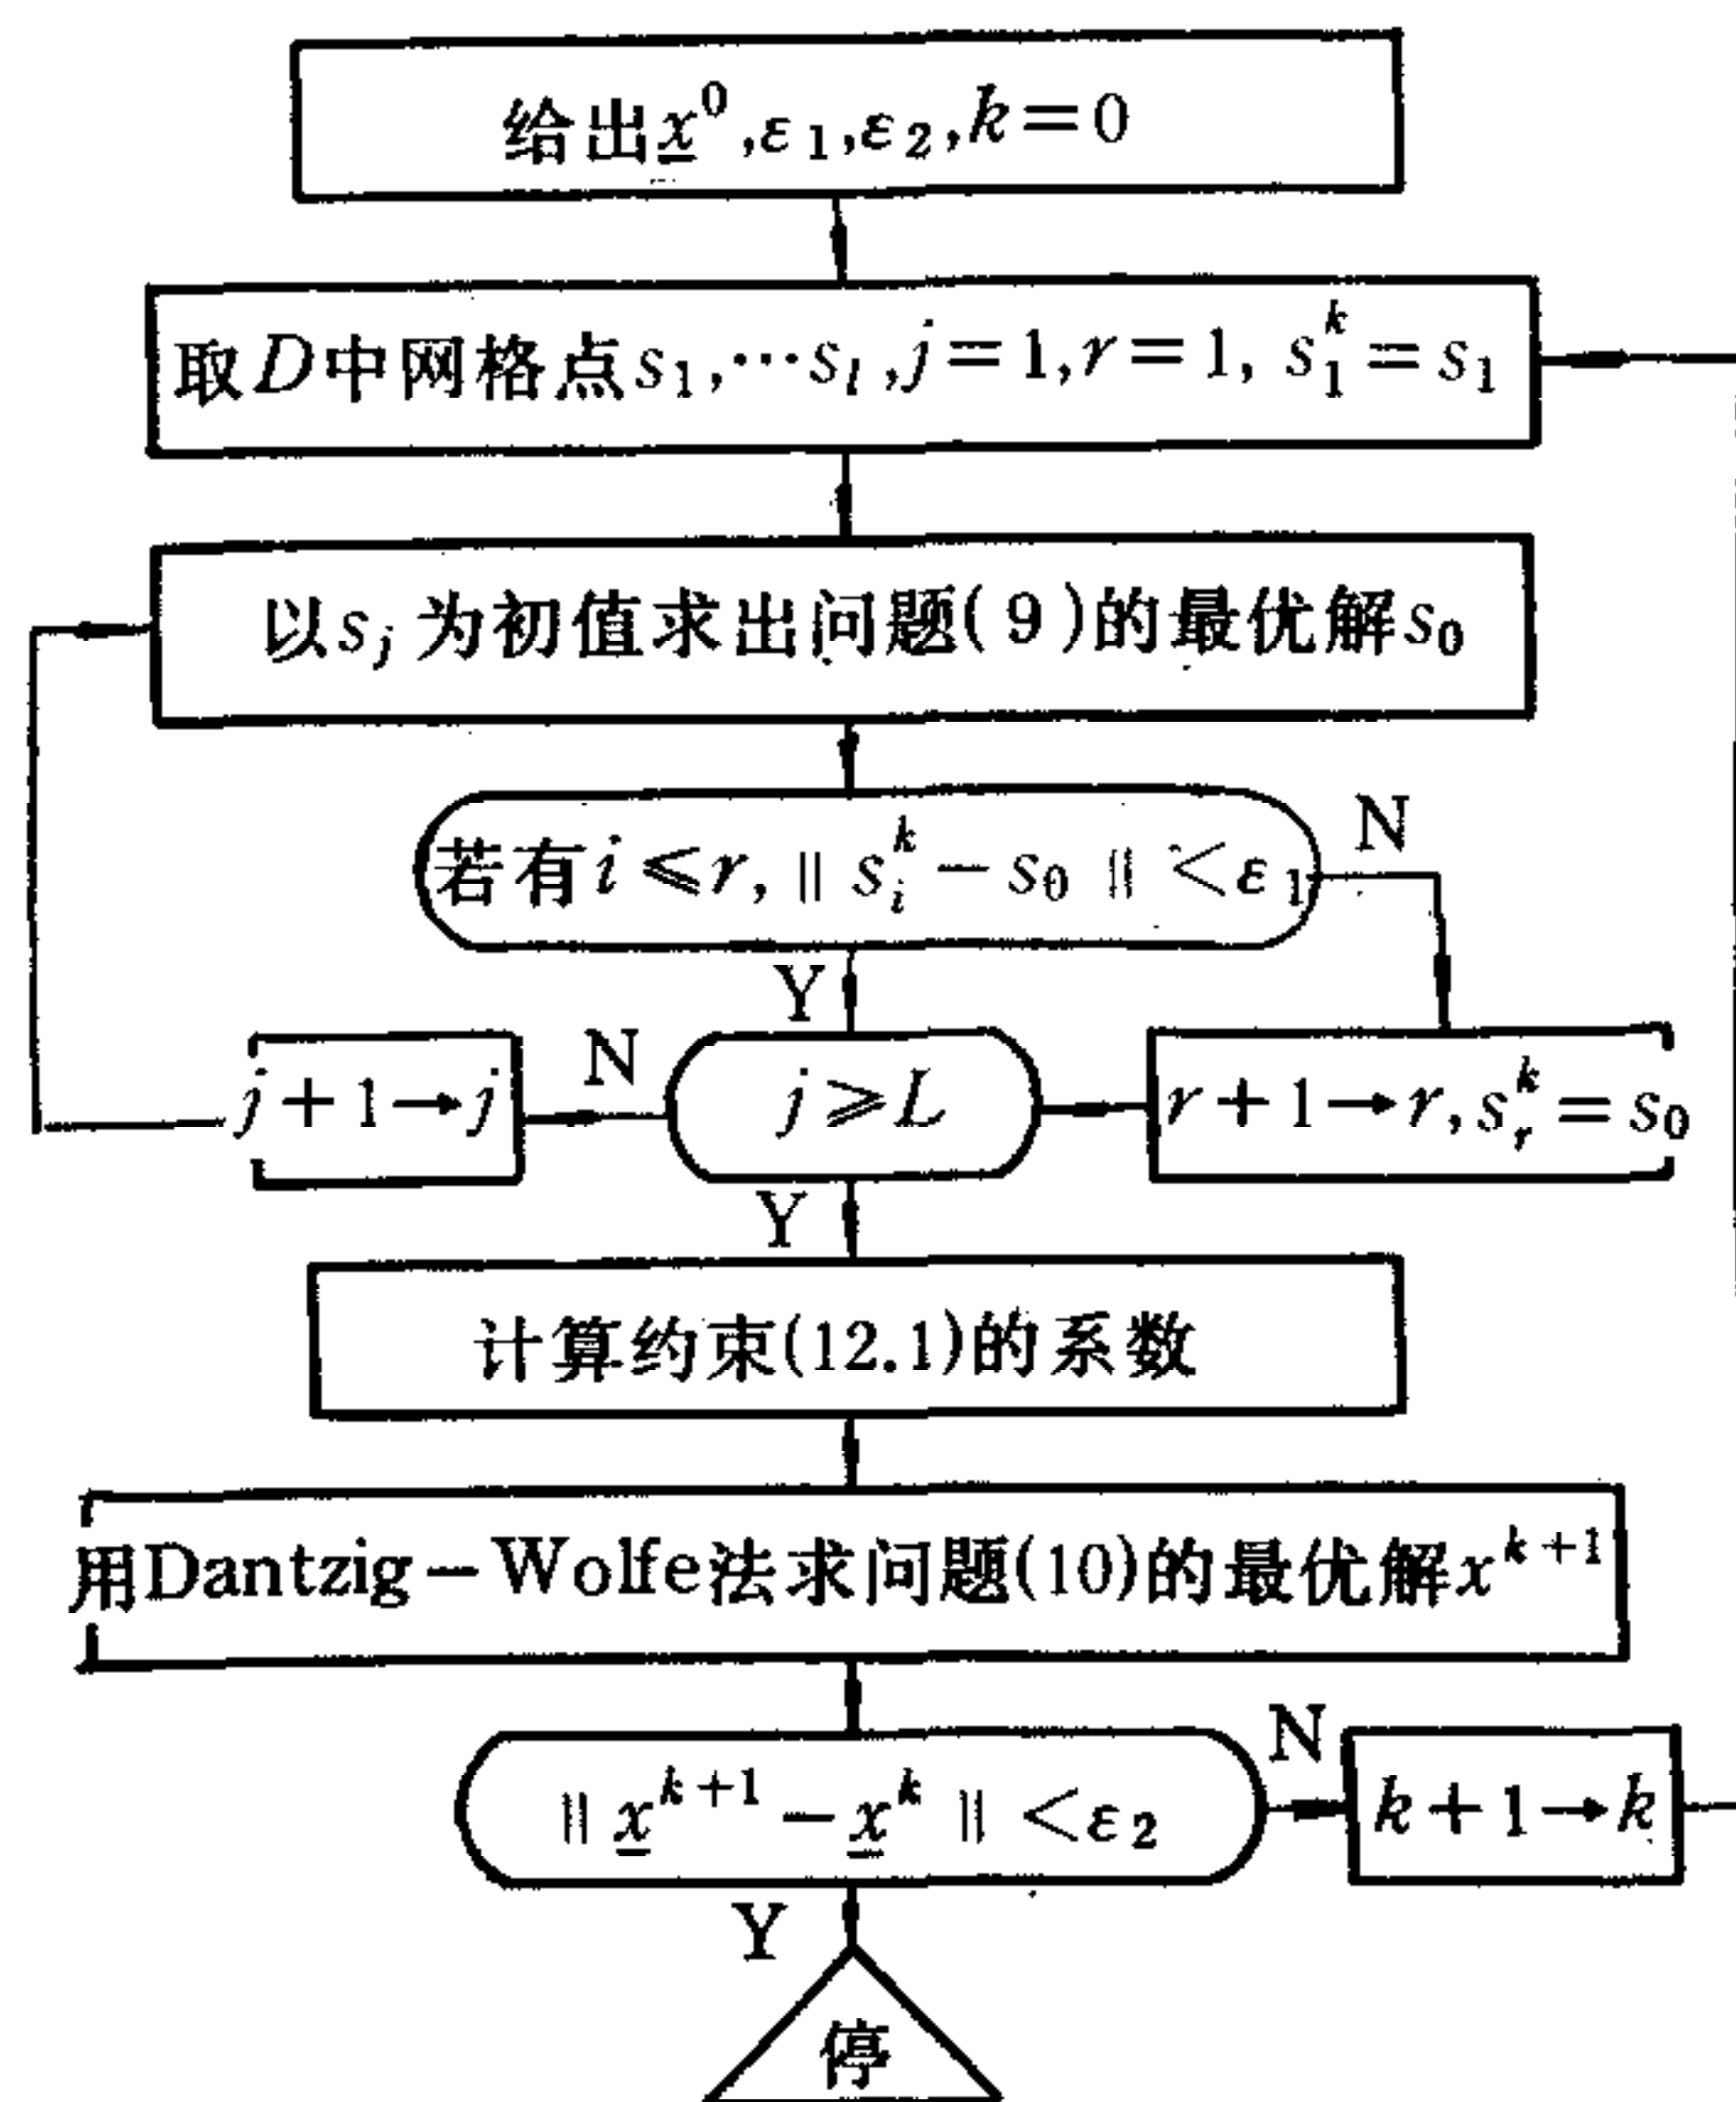 给出x⁰,ε₁,ε₂,k=0
取D中网格点s₁,…s_l,j=1,r=1, s₁ᵏ=s₁
以s_j为初值求出问题(9)的最优解s₀
若有i⩽r,‖s_iᵏ−s₀‖<ε₁
N
Y
j+1→j
N
j⩾L
r+1→r,s_rᵏ=s₀
Y
计算约束(12.1)的系数
用Dantzig−Wolfe法求问题(10)的最优解xᵏ⁺¹
‖xᵏ⁺¹−xᵏ‖<ε₂
N
k+1→k
Y
停